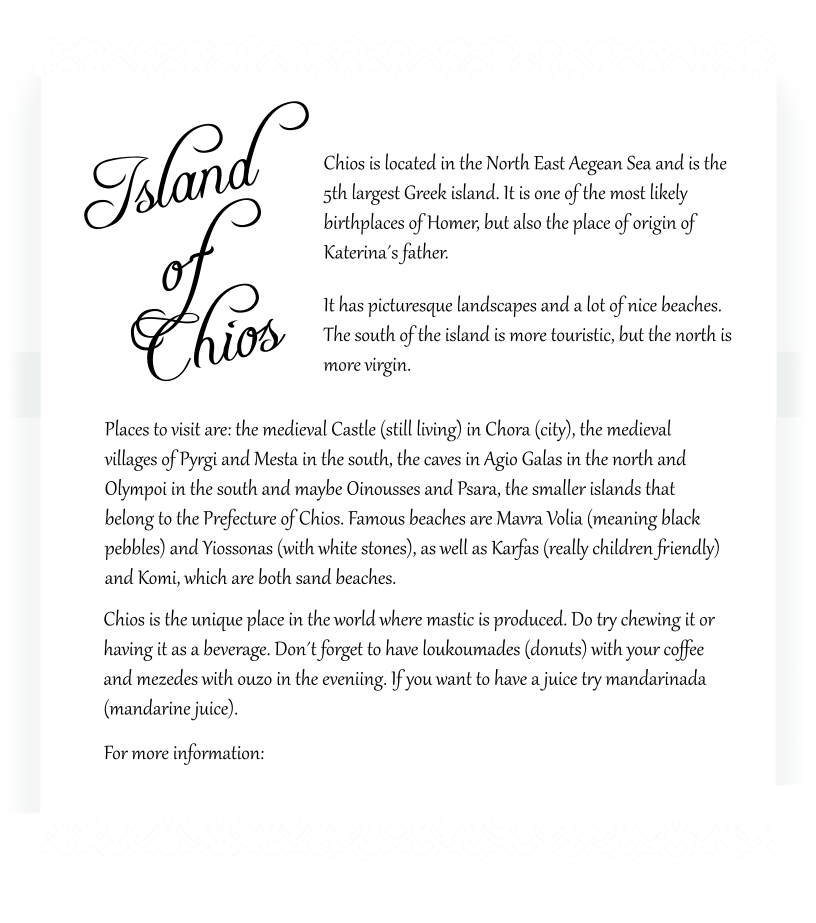 Island
of
Chios
Chios is located in the North East Aegean Sea and is the
5th largest Greek island. It is one of the most likely
birthplaces of Homer, but also the place of origin of
Katerina´s father.
It has picturesque landscapes and a lot of nice beaches.
The south of the island is more touristic, but the north is
more virgin.
Places to visit are: the medieval Castle (still living) in Chora (city), the medieval
villages of Pyrgi and Mesta in the south, the caves in Agio Galas in the north and
Olympoi in the south and maybe Oinousses and Psara, the smaller islands that
belong to the Prefecture of Chios. Famous beaches are Mavra Volia (meaning black
pebbles) and Yiossonas (with white stones), as well as Karfas (really children friendly)
and Komi, which are both sand beaches.
Chios is the unique place in the world where mastic is produced. Do try chewing it or
having it as a beverage. Don´t forget to have loukoumades (donuts) with your coffee
and mezedes with ouzo in the eveniing. If you want to have a juice try mandarinada
(mandarine juice).
For more information: